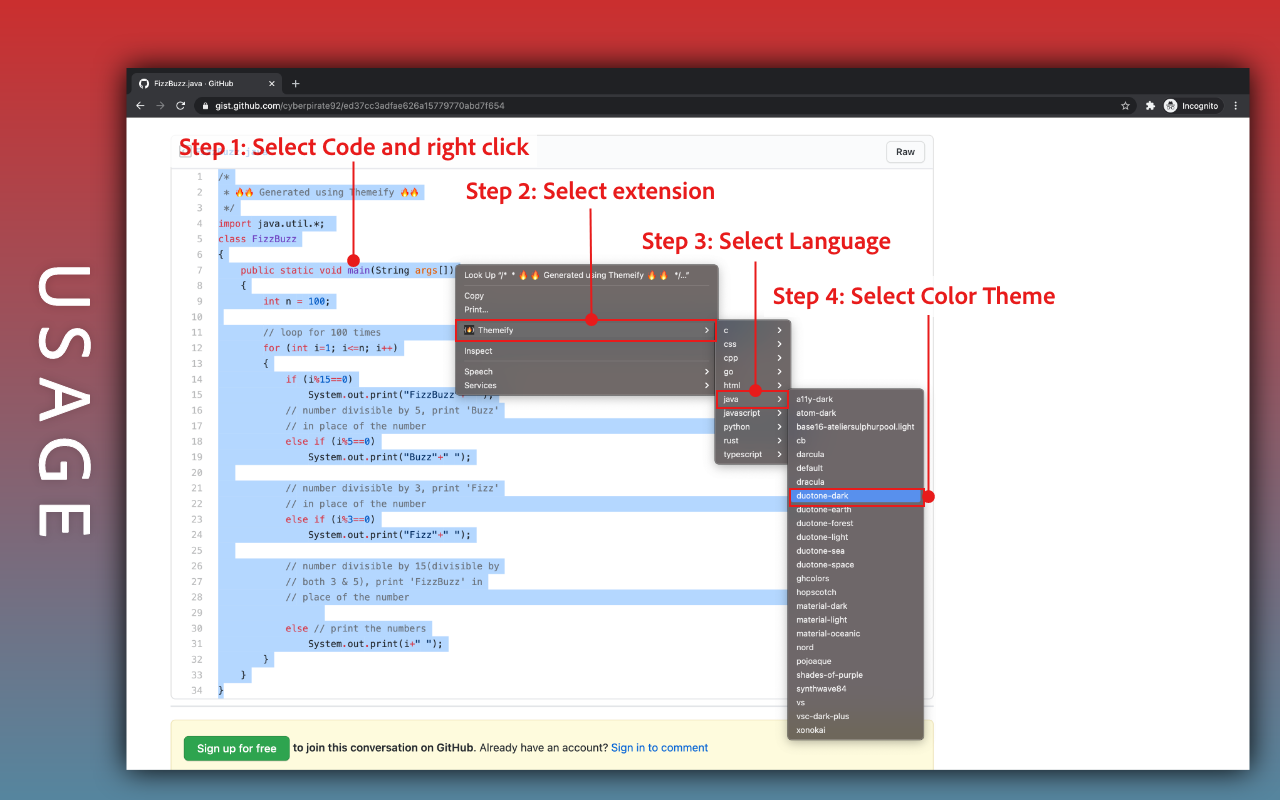 USAGE
FizzBuzz.java · GitHub
gist.github.com/cyberpirate92/ed37cc3adfae626a15779770abd7f654
Incognito
Step 1: Select Code and right click
Raw
Step 2: Select extension
Step 3: Select Language
Step 4: Select Color Theme
1 /*
2 * 🔥🔥 Generated using Themeify 🔥🔥
3 */
4 import java.util.*;
5 class FizzBuzz
6 {
7 public static void main(String args[])
8 {
9 int n = 100;
10
11 // loop for 100 times
12 for (int i=1; i<=n; i++)
13 {
14 if (i%15==0)
15 System.out.print("FizzBuzz"
16 // number divisible by 5, print 'Buzz'
17 // in place of the number
18 else if (i%5==0)
19 System.out.print("Buzz"+" ");
20
21 // number divisible by 3, print 'Fizz'
22 // in place of the number
23 else if (i%3==0)
24 System.out.print("Fizz"+" ");
25
26 // number divisible by 15(divisible by
27 // both 3 & 5), print 'FizzBuzz' in
28 // place of the number
29
30 else // print the numbers
31 System.out.print(i+" ");
32 }
33 }
34 }
Look Up "/* * 🔥🔥 Generated using Themeify 🔥🔥 */..."
Copy
Print...
Themeify
Inspect
Speech
Services
c
css
cpp
go
html
java
javascript
python
rust
typescript
a11y-dark
atom-dark
base16-ateliersulphurpool.light
cb
darcula
default
dracula
duotone-dark
duotone-earth
duotone-forest
duotone-light
duotone-sea
duotone-space
ghcolors
hopscotch
material-dark
material-light
material-oceanic
nord
pojoaque
shades-of-purple
synthwave84
vs
vsc-dark-plus
xonokai
Sign up for free to join this conversation on GitHub. Already have an account? Sign in to comment